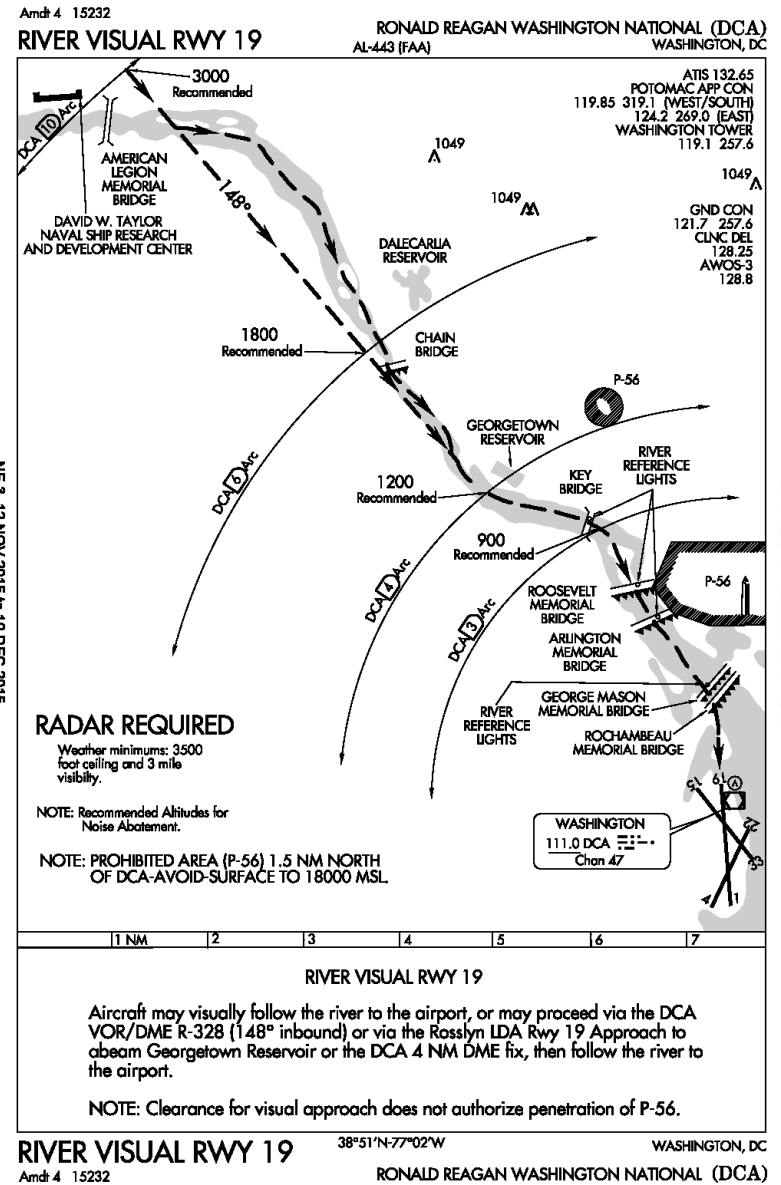 Amdt 4 15232
RIVER VISUAL RWY 19
AL-443 (FAA)
RONALD REAGAN WASHINGTON NATIONAL (DCA)
WASHINGTON, DC
ATIS 132.65
POTOMAC APP CON
119.85 319.1 (WEST/SOUTH)
124.2 269.0 (EAST)
WASHINGTON TOWER
119.1 257.6
GND CON
121.7 257.6
CLNC DEL
128.25
AWOS-3
128.8
3000
Recommended
DCA 10 Arc
AMERICAN
LEGION
MEMORIAL
BRIDGE
DAVID W. TAYLOR
NAVAL SHIP RESEARCH
AND DEVELOPMENT CENTER
148°
1049
1049
1049
DALECARLIA
RESERVOIR
1800
Recommended
CHAIN
BRIDGE
P-56
DCA 6 Arc
GEORGETOWN
RESERVOIR
1200
Recommended
KEY
BRIDGE
RIVER
REFERENCE
LIGHTS
900
Recommended
DCA 4 Arc
DCA 3 Arc
ROOSEVELT
MEMORIAL
BRIDGE
P-56
ARLINGTON
MEMORIAL
BRIDGE
GEORGE MASON
MEMORIAL BRIDGE
RIVER
REFERENCE
LIGHTS
ROCHAMBEAU
MEMORIAL BRIDGE
RADAR REQUIRED
Weather minimums: 3500
foot ceiling and 3 mile
visibilty.
NOTE: Recommended Altitudes for
Noise Abatement.
NOTE: PROHIBITED AREA (P-56) 1.5 NM NORTH
OF DCA-AVOID-SURFACE TO 18000 MSL.
15
19
A
22
33
4
1
WASHINGTON
111.0 DCA
Chan 47
1 NM 2 3 4 5 6 7
RIVER VISUAL RWY 19
Aircraft may visually follow the river to the airport, or may proceed via the DCA
VOR/DME R-328 (148° inbound) or via the Rosslyn LDA Rwy 19 Approach to
abeam Georgetown Reservoir or the DCA 4 NM DME fix, then follow the river to
the airport.
NOTE: Clearance for visual approach does not authorize penetration of P-56.
RIVER VISUAL RWY 19
Amdt 4 15232
38°51'N-77°02'W
WASHINGTON, DC
RONALD REAGAN WASHINGTON NATIONAL (DCA)